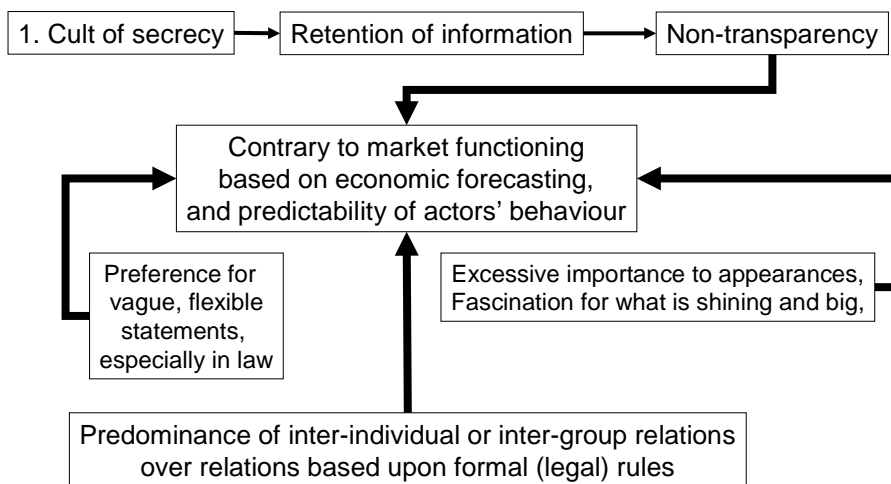 1. Cult of secrecy
Retention of information
Non-transparency
Contrary to market functioning
based on economic forecasting,
and predictability of actors’ behaviour
Preference for
vague, flexible
statements,
especially in law
Excessive importance to appearances,
Fascination for what is shining and big,
Predominance of inter-individual or inter-group relations
over relations based upon formal (legal) rules